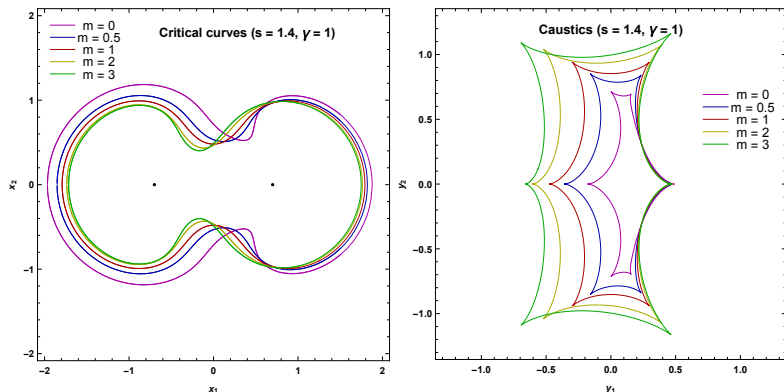 Critical curves (s = 1.4, γ = 1)
m = 0
m = 0.5
m = 1
m = 2
m = 3
2
1
0
−1
−2
x₂
−2
−1
0
1
2
x₁
Caustics (s = 1.4, γ = 1)
m = 0
m = 0.5
m = 1
m = 2
m = 3
1.0
0.5
0.0
−0.5
−1.0
y₂
−1.0
−0.5
0.0
0.5
1.0
y₁